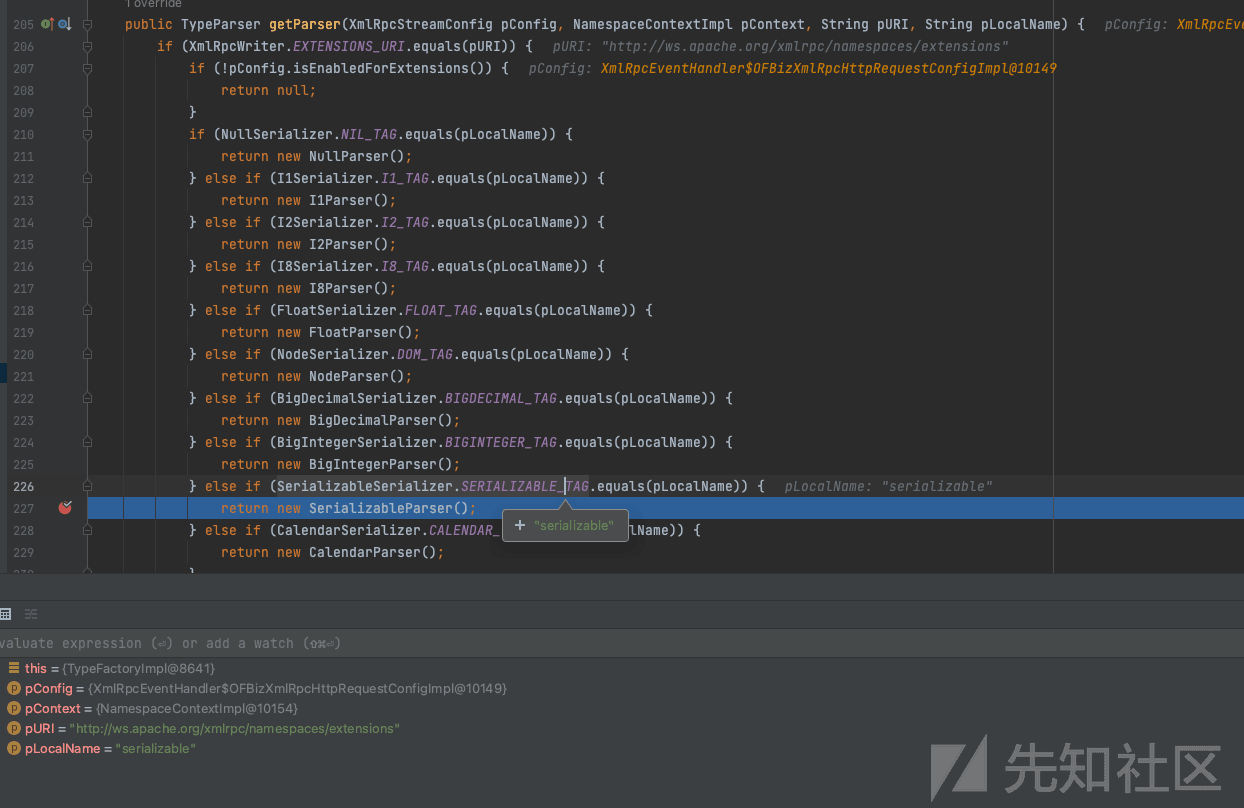 1 override
205 public TypeParser getParser(XmlRpcStreamConfig pConfig, NamespaceContextImpl pContext, String pURI, String pLocalName) { pConfig: XmlRpcEv
206 if (XmlRpcWriter.EXTENSIONS_URI.equals(pURI)) { pURI: "http://ws.apache.org/xmlrpc/namespaces/extensions"
207 if (!pConfig.isEnabledForExtensions()) { pConfig: XmlRpcEventHandler$OFBizXmlRpcHttpRequestConfigImpl@10149
208 return null;
209 }
210 if (NullSerializer.NIL_TAG.equals(pLocalName)) {
211 return new NullParser();
212 } else if (I1Serializer.I1_TAG.equals(pLocalName)) {
213 return new I1Parser();
214 } else if (I2Serializer.I2_TAG.equals(pLocalName)) {
215 return new I2Parser();
216 } else if (I8Serializer.I8_TAG.equals(pLocalName)) {
217 return new I8Parser();
218 } else if (FloatSerializer.FLOAT_TAG.equals(pLocalName)) {
219 return new FloatParser();
220 } else if (NodeSerializer.DOM_TAG.equals(pLocalName)) {
221 return new NodeParser();
222 } else if (BigDecimalSerializer.BIGDECIMAL_TAG.equals(pLocalName)) {
223 return new BigDecimalParser();
224 } else if (BigIntegerSerializer.BIGINTEGER_TAG.equals(pLocalName)) {
225 return new BigIntegerParser();
226 } else if (SerializableSerializer.SERIALIZABLE_TAG.equals(pLocalName)) { pLocalName: "serializable"
227 return new SerializableParser();
+ "serializable"
228 } else if (CalendarSerializer.CALENDAR_ lName)) {
229 return new CalendarParser();
230 }
valuate expression (⏎) or add a watch (⇧⌘⏎)
this = {TypeFactoryImpl@8641}
pConfig = {XmlRpcEventHandler$OFBizXmlRpcHttpRequestConfigImpl@10149}
pContext = {NamespaceContextImpl@10154}
pURI = "http://ws.apache.org/xmlrpc/namespaces/extensions"
pLocalName = "serializable"
先知社区